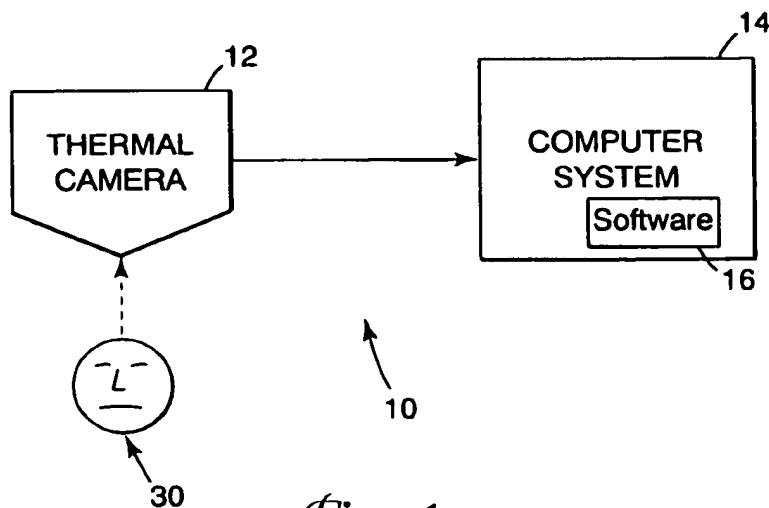 12
14
THERMAL
CAMERA
COMPUTER
SYSTEM
Software
16
10
30